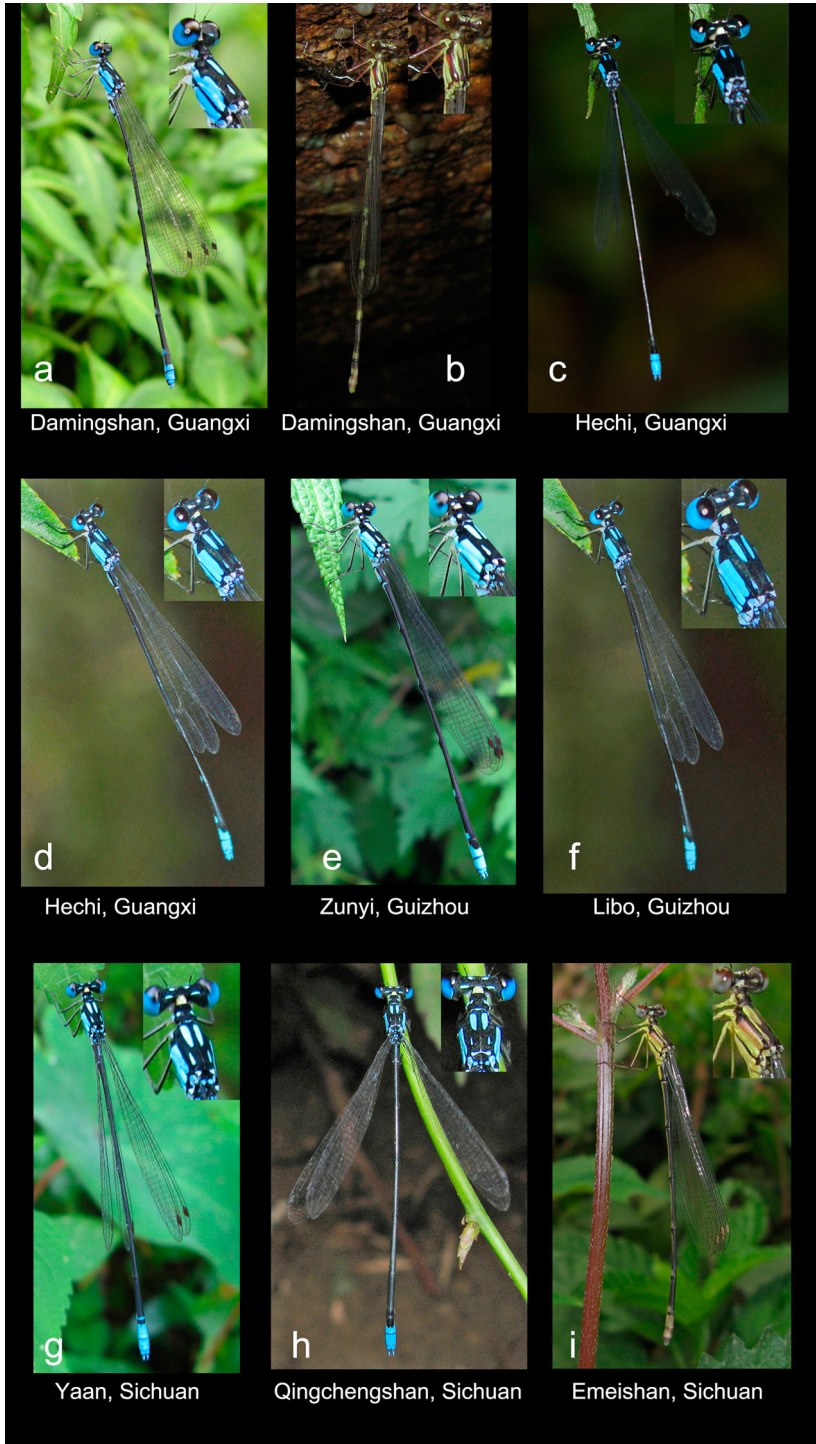 a
b
c
Damingshan, Guangxi
Damingshan, Guangxi
Hechi, Guangxi
d
e
f
Hechi, Guangxi
Zunyi, Guizhou
Libo, Guizhou
g
h
i
Yaan, Sichuan
Qingchengshan, Sichuan
Emeishan, Sichuan